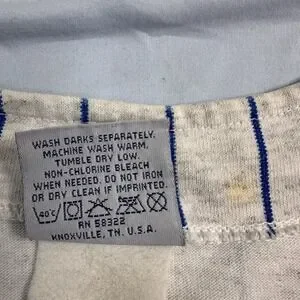 WASH DARKS SEPARATELY.
MACHINE WASH WARM.
TUMBLE DRY LOW.
NON-CHLORINE BLEACH
WHEN NEEDED. DO NOT IRON
OR DRY CLEAN IF IMPRINTED.
40°C
RN 58322
KNOXVILLE, TN. U.S.A.